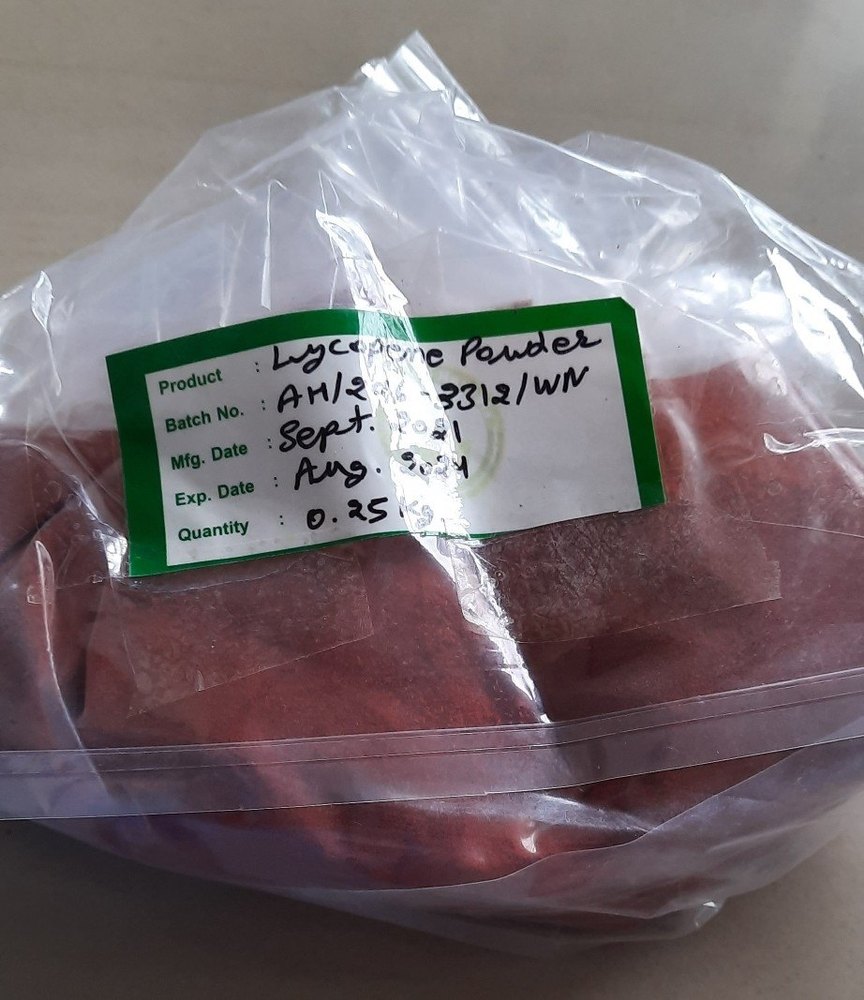 Product : Lycopene Powder
Batch No. : AH/ 3312/WN
Mfg. Date : Sept. 2021
Exp. Date : Aug. 2024
Quantity : 0.25 Kg